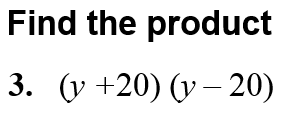 Find the product
3. (y +20) (y – 20)